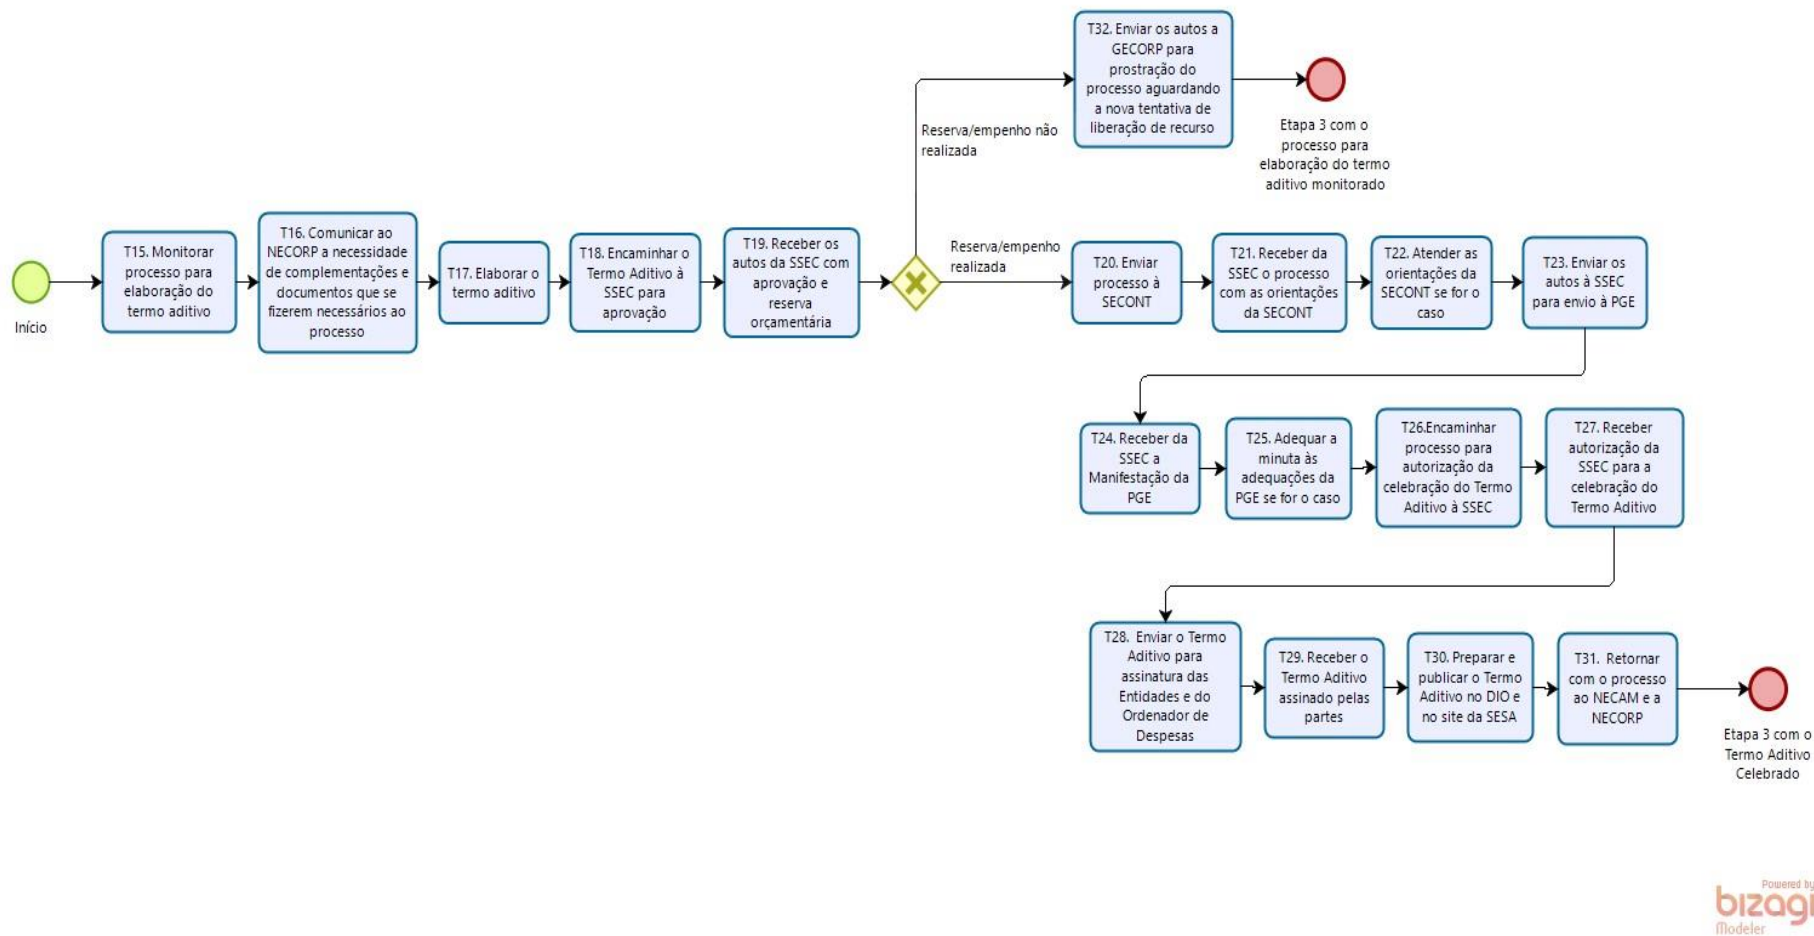 T32. Enviar os autos a
GECORP para
prostração do
processo aguardando
a nova tentativa de
liberação de recurso
Etapa 3 com o
processo para
elaboração do termo
aditivo monitorado
Reserva/empenho não
realizada
Início
T15. Monitorar
processo para
elaboração do
termo aditivo
T16. Comunicar ao
NECORP a necessidade
de complementações e
documentos que se
fizerem necessários ao
processo
T17. Elaborar o
termo aditivo
T18. Encaminhar o
Termo Aditivo à
SSEC para
aprovação
T19. Receber os
autos da SSEC com
aprovação e
reserva
orçamentária
Reserva/empenho
realizada
T20. Enviar
processo à
SECONT
T21. Receber da
SSEC o processo
com as orientações
da SECONT
T22. Atender as
orientações da
SECONT se for o
caso
T23. Enviar os
autos à SSEC
para envio à PGE
T24. Receber da
SSEC a
Manifestação da
PGE
T25. Adequar a
minuta às
adequações da
PGE se for o caso
T26.Encaminhar
processo para
autorização da
celebração do Termo
Aditivo à SSEC
T27. Receber
autorização da
SSEC para a
celebração do
Termo Aditivo
T28. Enviar o Termo
Aditivo para
assinatura das
Entidades e do
Ordenador de
Despesas
T29. Receber o
Termo Aditivo
assinado pelas
partes
T30. Preparar e
publicar o Termo
Aditivo no DIO e
no site da SESA
T31. Retornar
com o processo
ao NECAM e a
NECORP
Etapa 3 com o
Termo Aditivo
Celebrado
Powered by
bizagi
Modeler